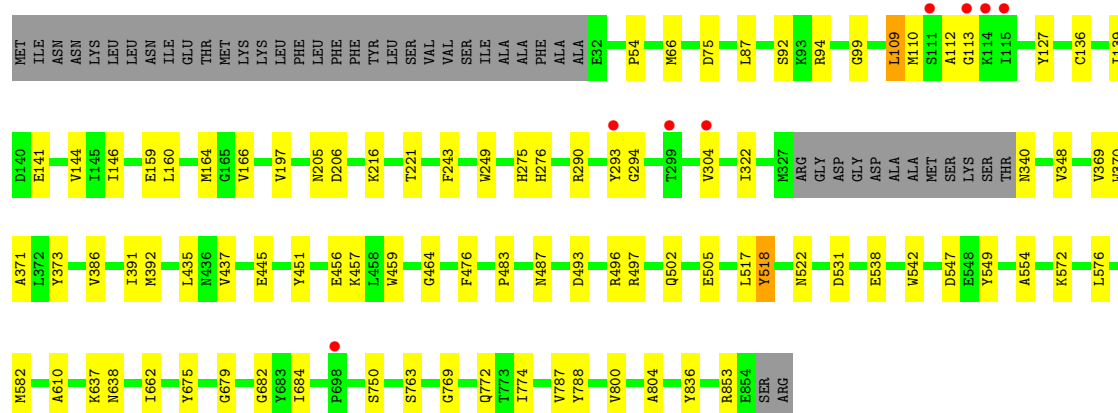 MET ILE ASN ASN LYS LEU LEU ASN ILE GLU THR MET LYS LYS LEU PHE LEU PHE PHE TYR LEU SER VAL VAL SER ILE ALA ALA PHE ALA ALA E32 P54 M66 D75 L87 S92 K93 R94 G99 L109 M110 S111 A112 G113 K114 I115 Y127 C136 I139
D140 E141 V144 I145 I146 E159 L160 M164 G165 V166 V197 N205 D206 K216 T221 F243 W249 H275 H276 R290 Y293 G294 T299 V304 I322 M327 ARG GLY ASP GLY ASP ALA ALA MET SER LYS SER THR N340 V348 V369 W370
A371 L372 Y373 V386 I391 M392 L435 N436 V437 E445 Y451 E456 K457 L458 W459 G464 F476 P483 N487 D493 R496 R497 Q502 E505 L517 Y518 N522 D531 E538 W542 D547 E548 Y549 A554 K572 L576
M582 A610 K637 N638 I662 Y675 G679 G682 Y683 I684 P698 S750 S763 G769 Q772 T773 I774 V787 Y788 V800 A804 Y836 R853 E854 SER ARG